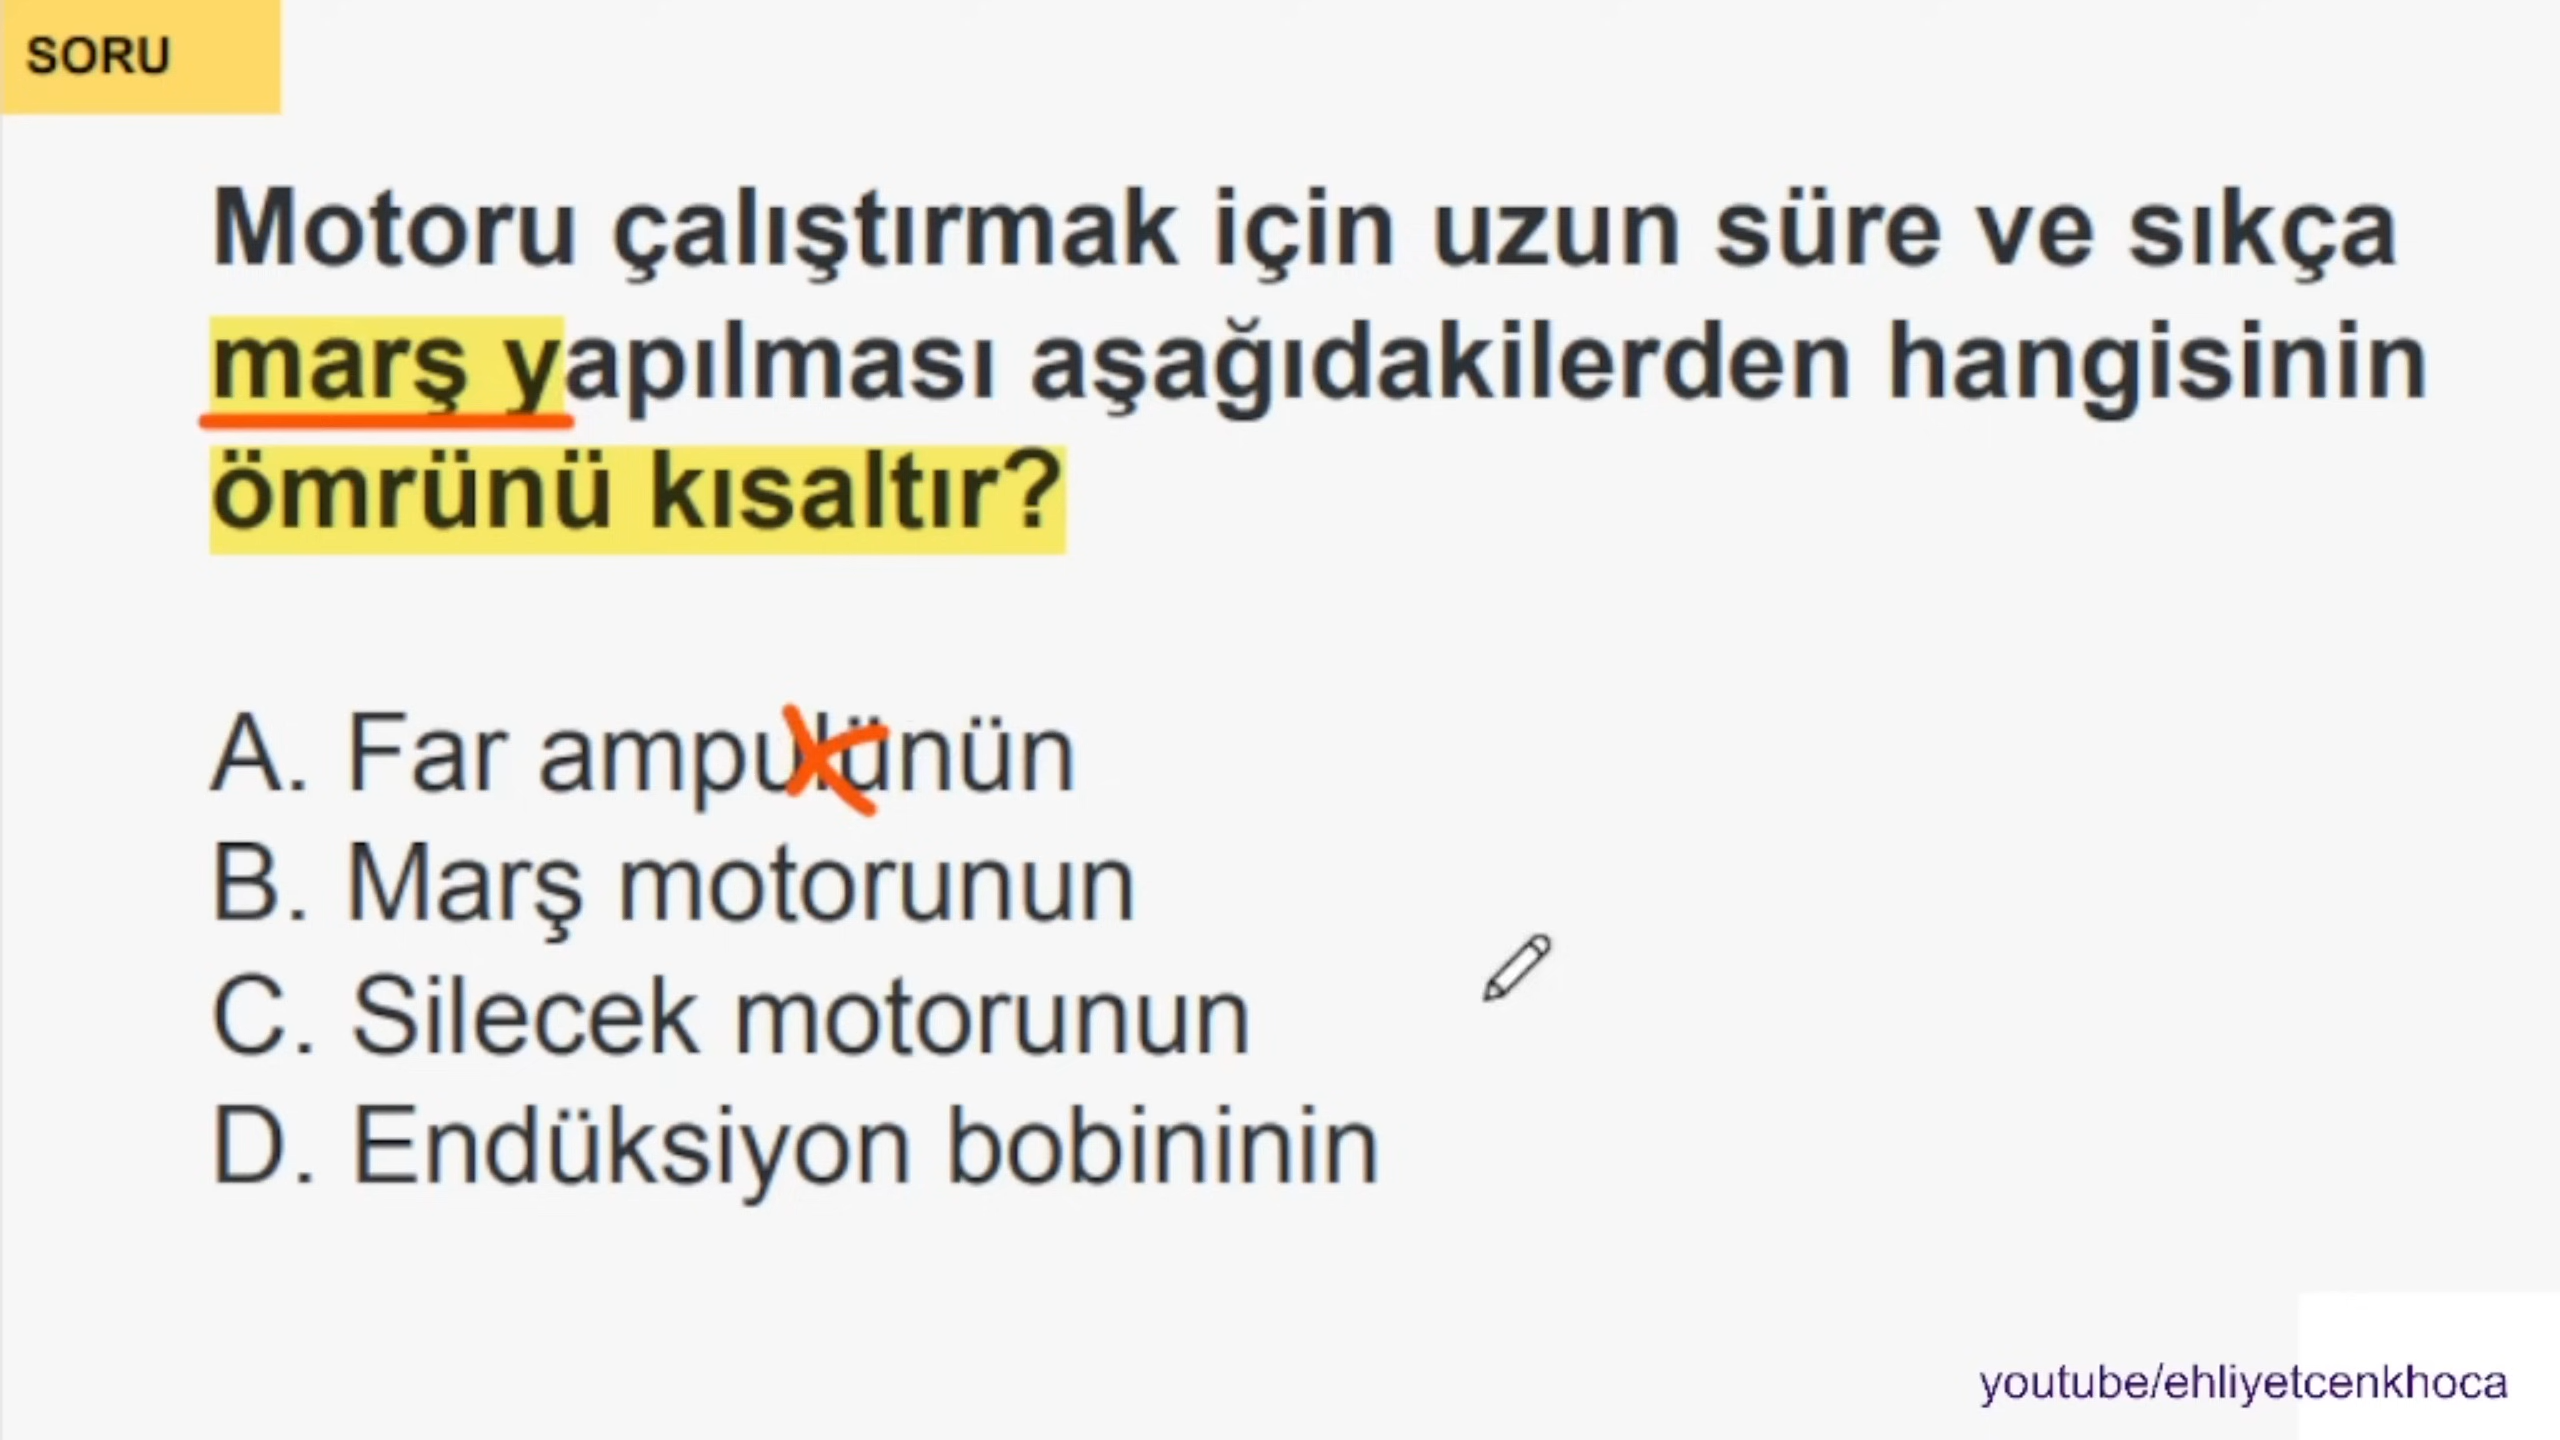 SORU
Motoru çalıştırmak için uzun süre ve sıkça
marş yapılması aşağıdakilerden hangisinin
ömrünü kısaltır?
A. Far ampulünün
B. Marş motorunun
C. Silecek motorunun
D. Endüksiyon bobininin
youtube/ehliyetcenkhoca